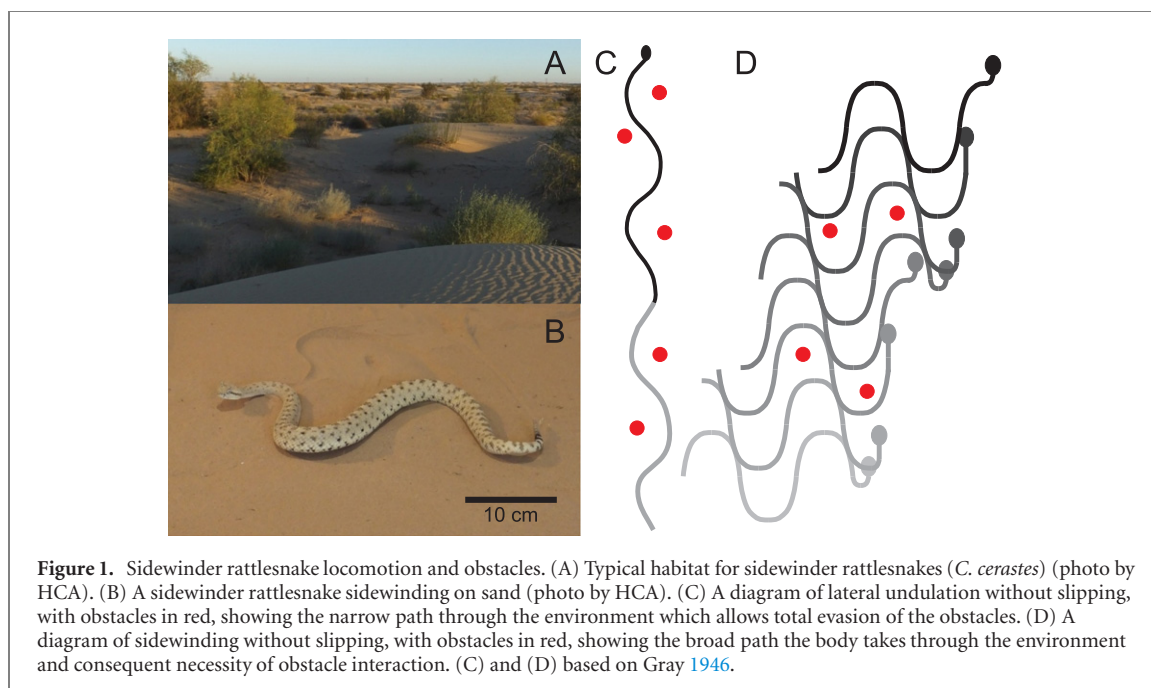 A
B
10 cm
C
D
Figure 1. Sidewinder rattlesnake locomotion and obstacles. (A) Typical habitat for sidewinder rattlesnakes (C. cerastes) (photo by
HCA). (B) A sidewinder rattlesnake sidewinding on sand (photo by HCA). (C) A diagram of lateral undulation without slipping,
with obstacles in red, showing the narrow path through the environment which allows total evasion of the obstacles. (D) A
diagram of sidewinding without slipping, with obstacles in red, showing the broad path the body takes through the environment
and consequent necessity of obstacle interaction. (C) and (D) based on Gray 1946.